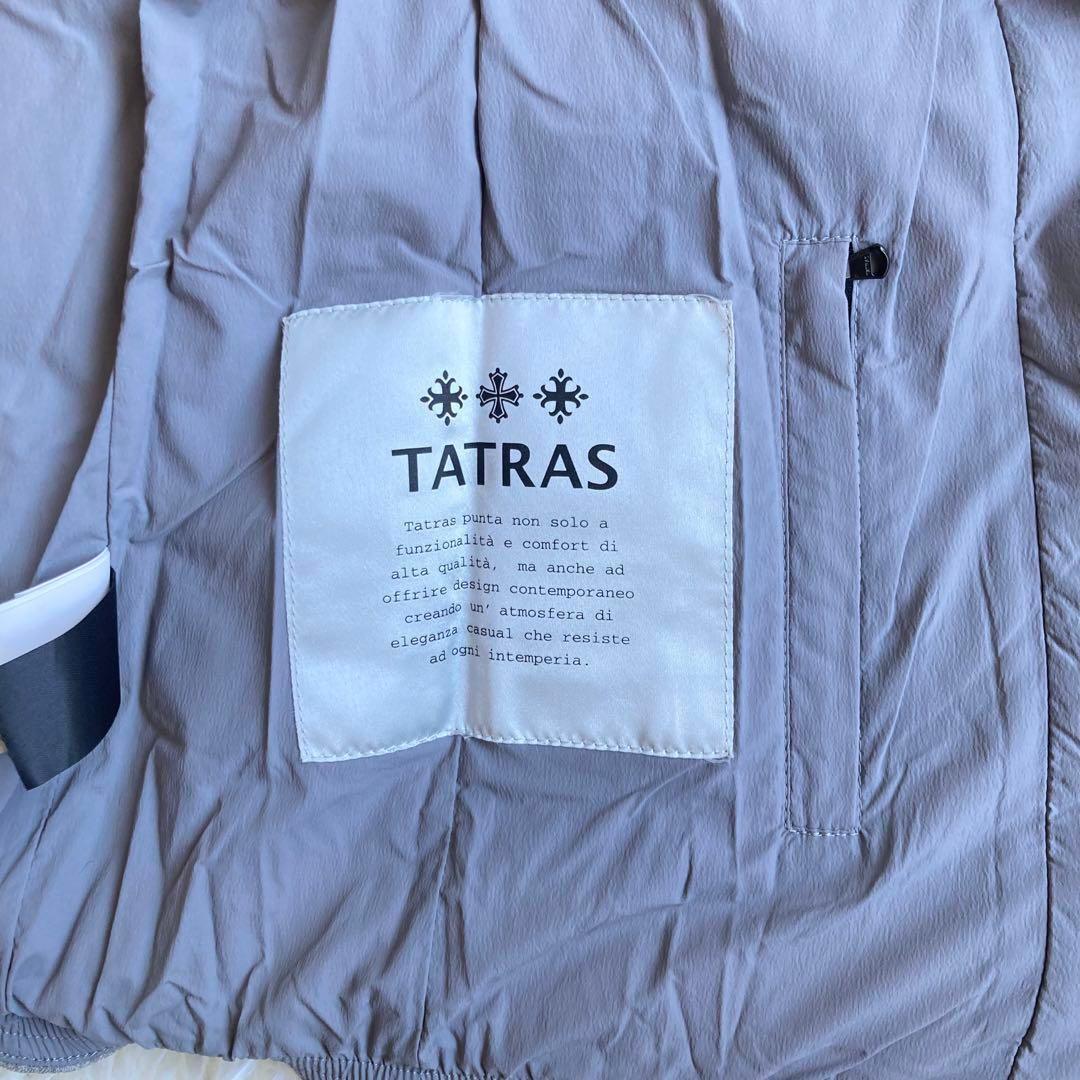 TATRAS
Tatras punta non solo a
funzionalità e comfort di
alta qualità, ma anche ad
offrire design contemporaneo
creando un' atmosfera di
eleganza casual che resiste
ad ogni intemperia.